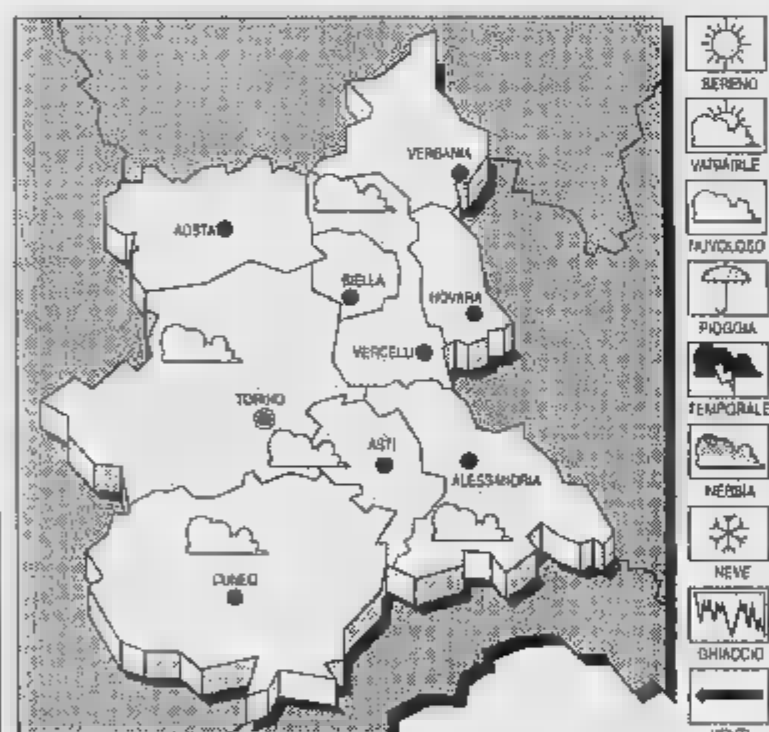 VERBANIA
AOSTA
BIELLA
NOVARA
VERCELLI
TORINO
ASTI
ALESSANDRIA
CUNEO
SERENO
VARIABILE
NUVOLOSO
PIOGGIA
TEMPORALE
NEBBIA
NEVE
GHIACCIO